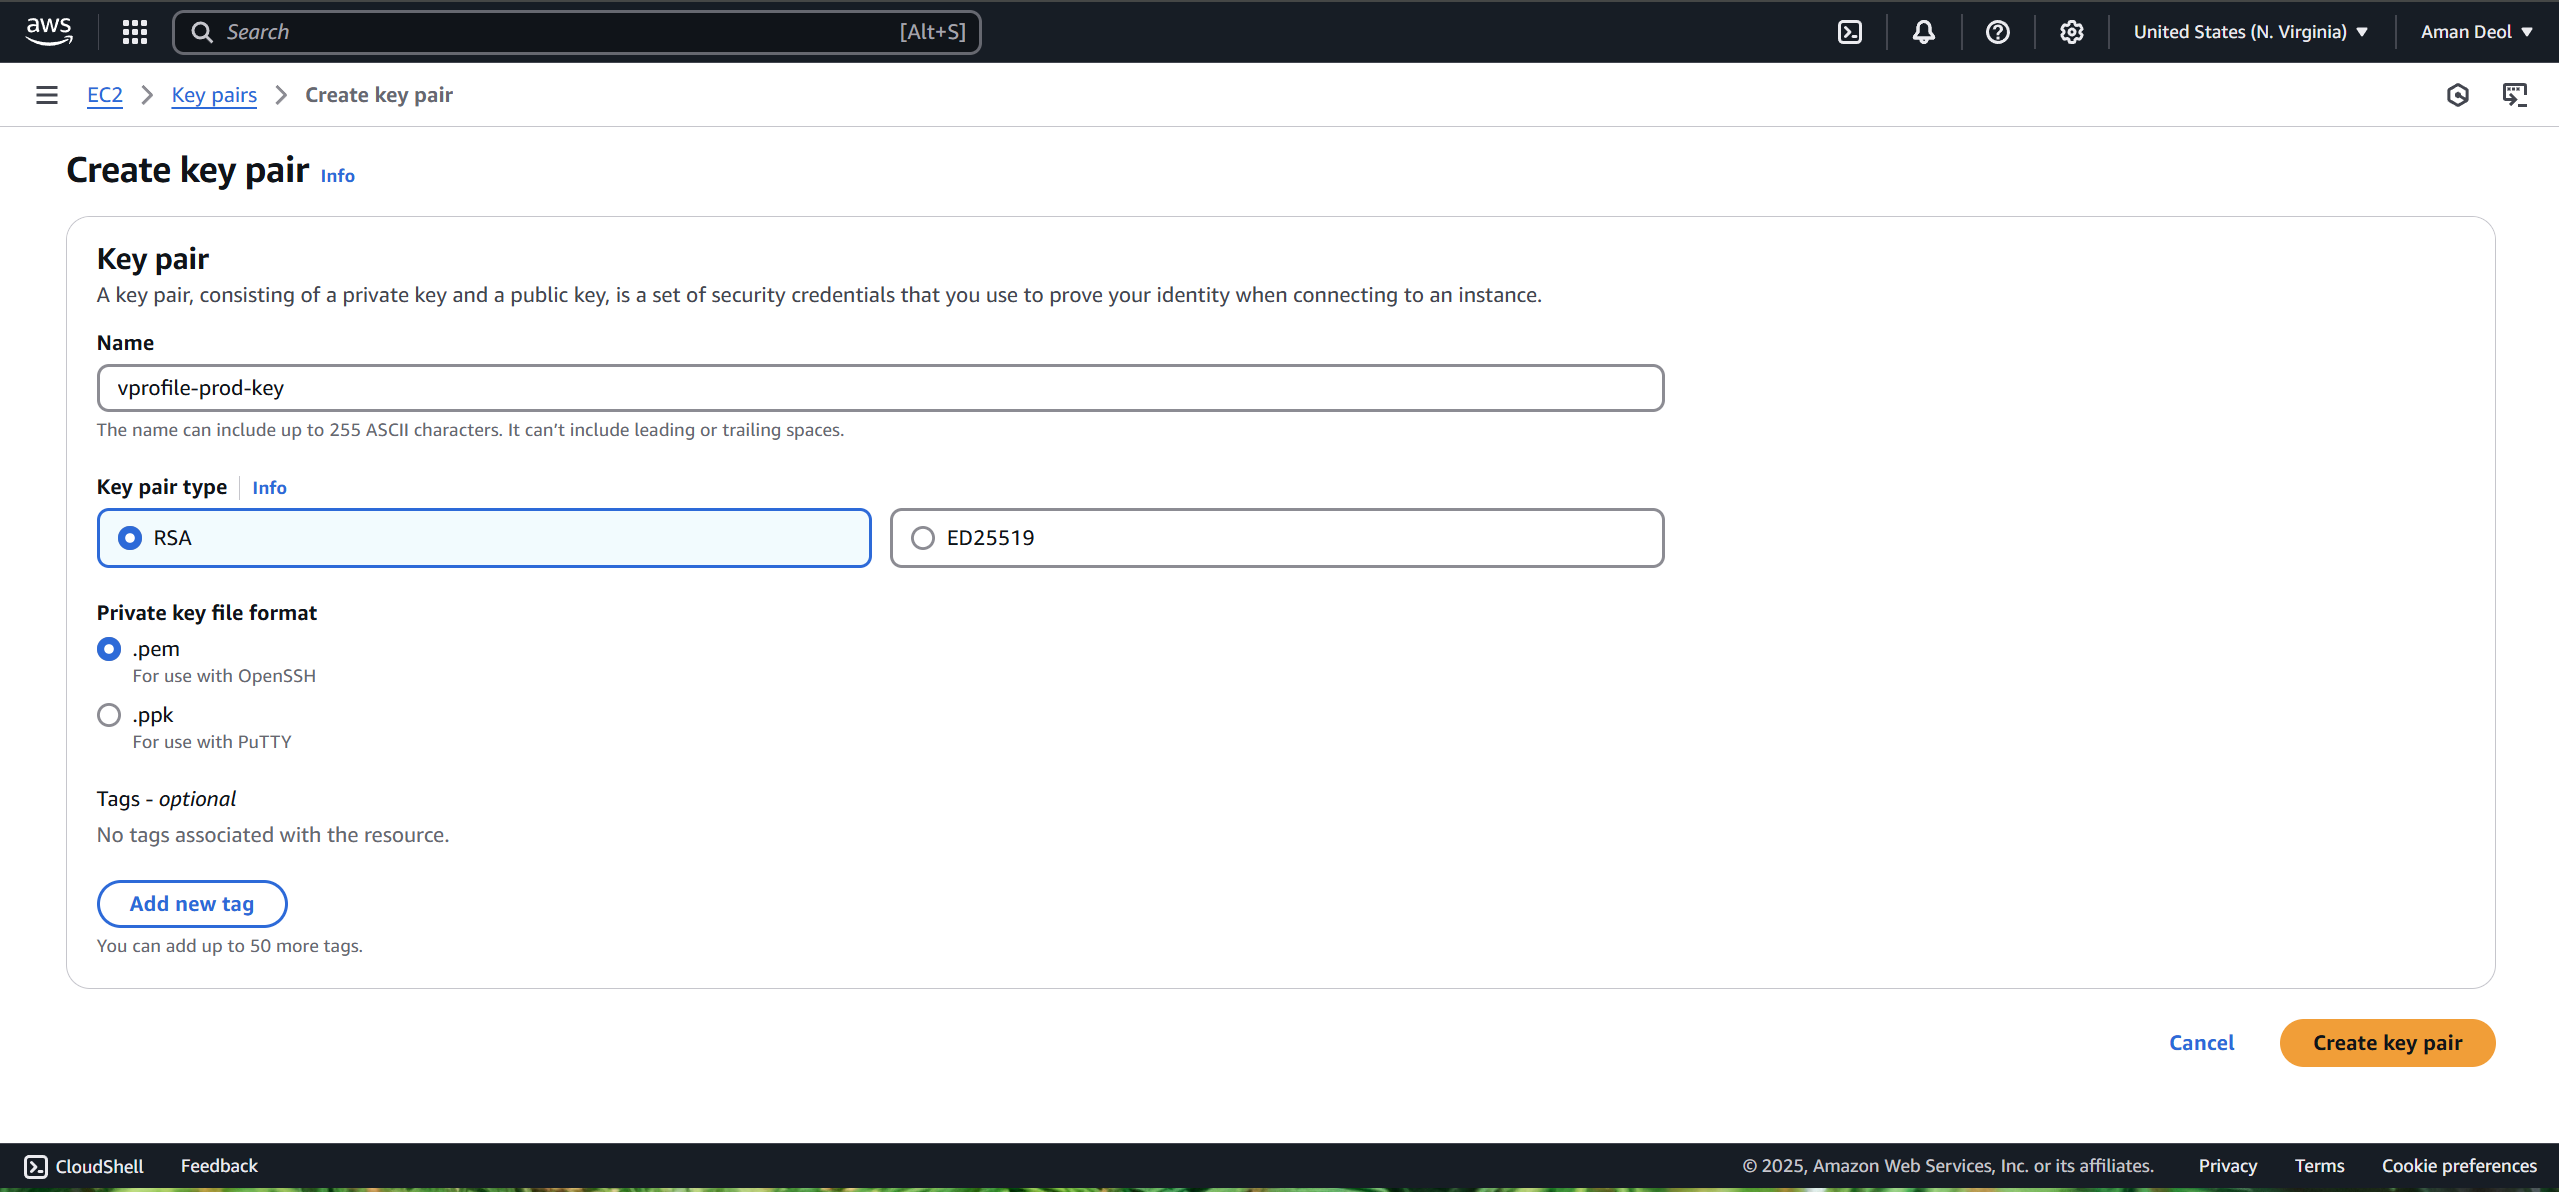 aws
Search [Alt+S]
United States (N. Virginia) Aman Deol
EC2 Key pairs Create key pair
Create key pair Info
Key pair
A key pair, consisting of a private key and a public key, is a set of security credentials that you use to prove your identity when connecting to an instance.
Name
vprofile-prod-key
The name can include up to 255 ASCII characters. It can’t include leading or trailing spaces.
Key pair type Info
RSA
ED25519
Private key file format
.pem
For use with OpenSSH
.ppk
For use with PuTTY
Tags - optional
No tags associated with the resource.
Add new tag
You can add up to 50 more tags.
Cancel
Create key pair
CloudShell Feedback
© 2025, Amazon Web Services, Inc. or its affiliates. Privacy Terms Cookie preferences